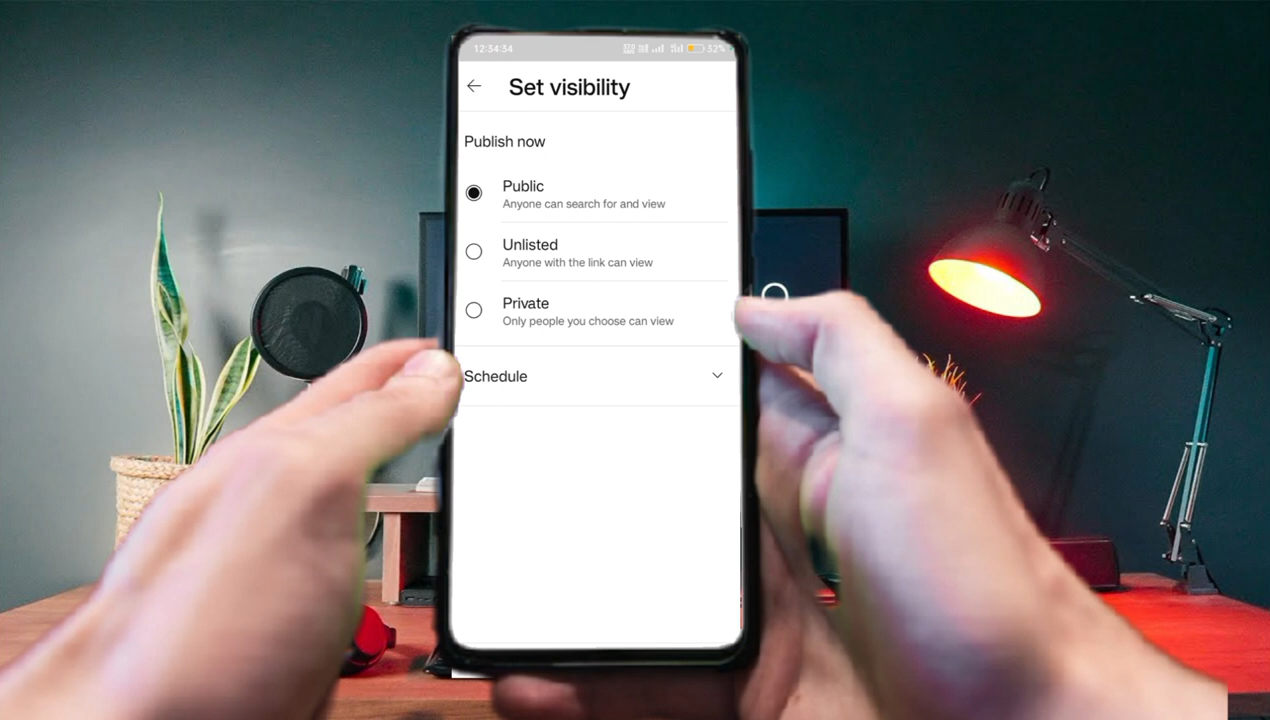 12:34:34
52%
Set visibility
Publish now
Public
Anyone can search for and view
Unlisted
Anyone with the link can view
Private
Only people you choose can view
Schedule